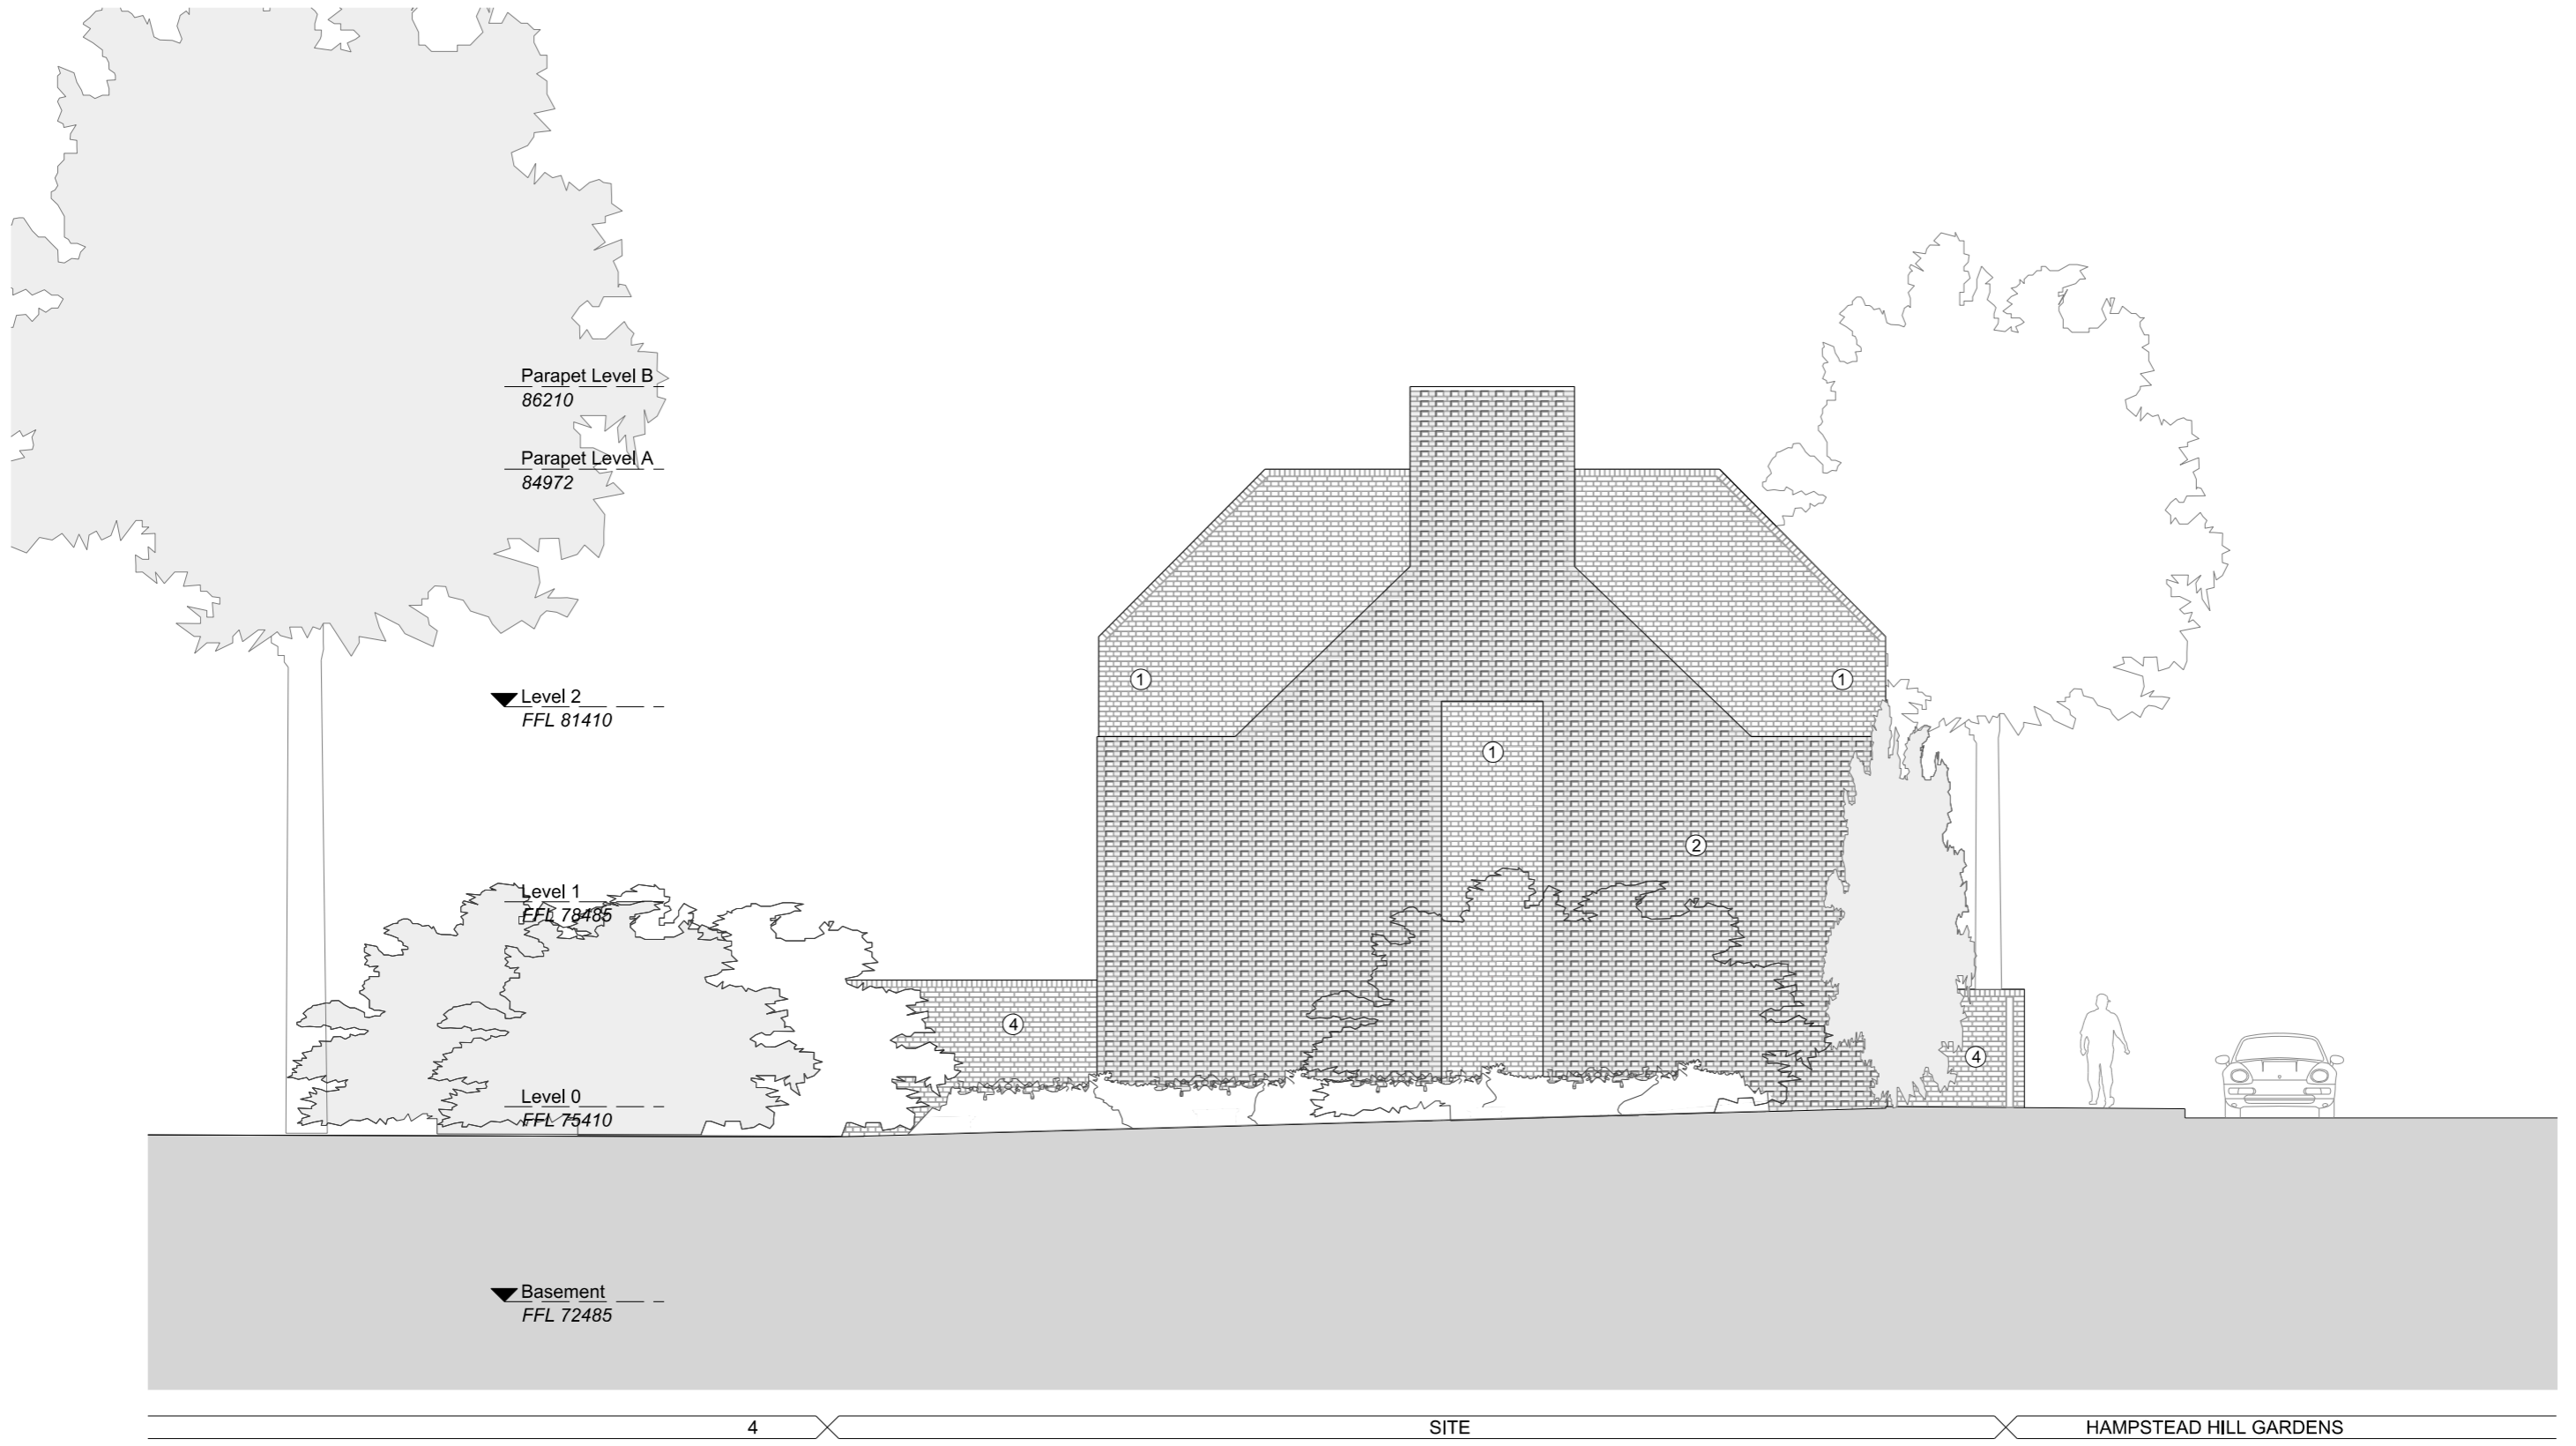 Parapet Level B
86210
Parapet Level A
84972
1
1
Level 2
FFL 81410
1
2
Level 1
FFL 78485
4
4
Level 0
FFL 75410
Basement
FFL 72485
4
SITE
HAMPSTEAD HILL GARDENS